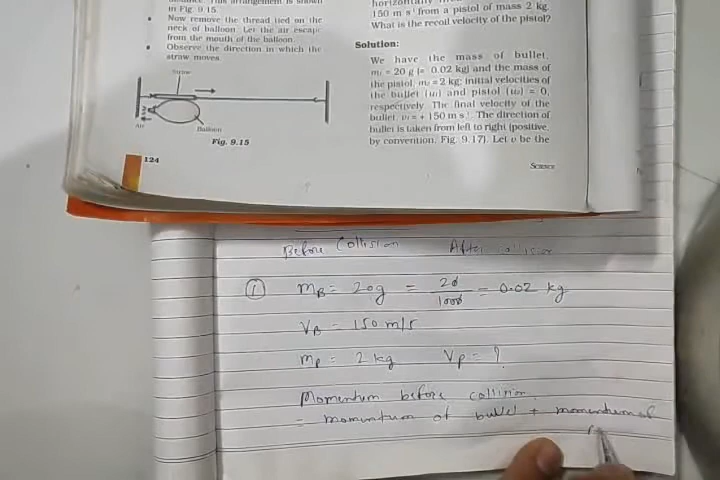 in Fig. 9.15.
• Now remove the thread tied on the
neck of balloon. Let the air escape
from the mouth of the balloon.
• Observe the direction in which the
straw moves.
Straw
Air
Balloon
Fig. 9.15
124
150 m s-1 from a pistol of mass 2 kg.
What is the recoil velocity of the pistol?
Solution:
We have the mass of bullet,
m1 = 20 g (= 0.02 kg) and the mass of
the pistol, m2 = 2 kg; initial velocities of
the bullet (u1) and pistol (u2) = 0,
respectively. The final velocity of the
bullet, v1 = + 150 m s-1. The direction of
bullet is taken from left to right (positive,
by convention, Fig. 9.17). Let v be the
SCIENCE
Before Collision After collision
① mB = 20g = 20/1000 = 0.02 kg
VB = 150 m/s
mP = 2 kg VP = ?
Momentum before collision
= momentum of bullet + momentum of